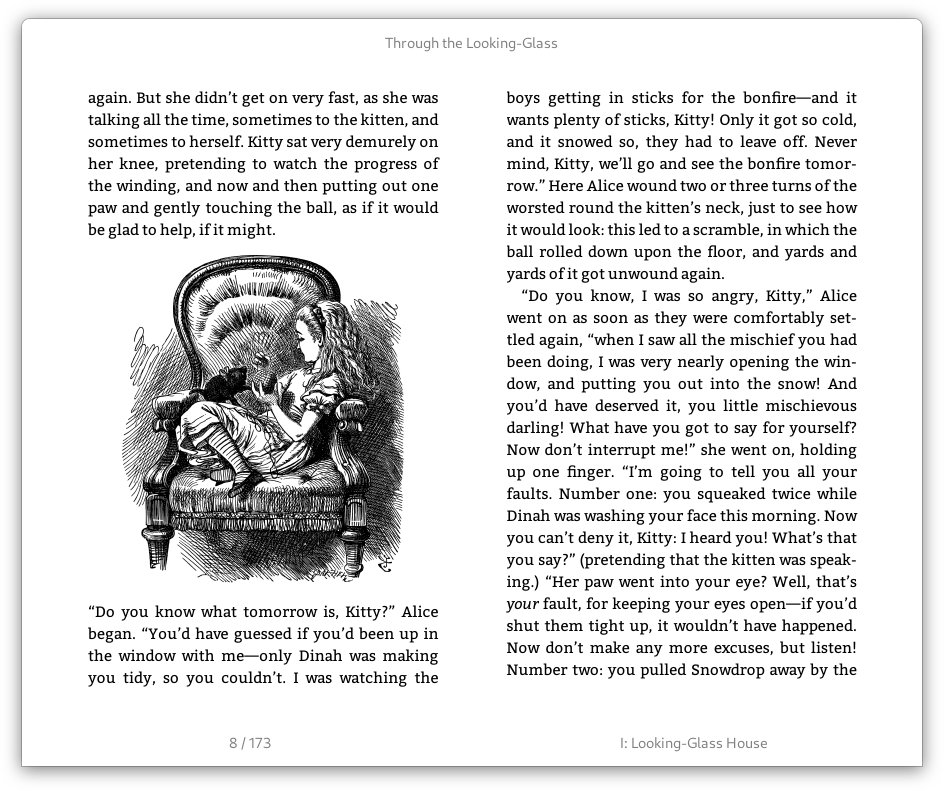 Through the Looking-Glass
again. But she didn’t get on very fast, as she was
talking all the time, sometimes to the kitten, and
sometimes to herself. Kitty sat very demurely on
her knee, pretending to watch the progress of
the winding, and now and then putting out one
paw and gently touching the ball, as if it would
be glad to help, if it might.
“Do you know what tomorrow is, Kitty?” Alice
began. “You’d have guessed if you’d been up in
the window with me—only Dinah was making
you tidy, so you couldn’t. I was watching the
boys getting in sticks for the bonfire—and it
wants plenty of sticks, Kitty! Only it got so cold,
and it snowed so, they had to leave off. Never
mind, Kitty, we’ll go and see the bonfire tomor-
row.” Here Alice wound two or three turns of the
worsted round the kitten’s neck, just to see how
it would look: this led to a scramble, in which the
ball rolled down upon the floor, and yards and
yards of it got unwound again.
“Do you know, I was so angry, Kitty,” Alice
went on as soon as they were comfortably set-
tled again, “when I saw all the mischief you had
been doing, I was very nearly opening the win-
dow, and putting you out into the snow! And
you’d have deserved it, you little mischievous
darling! What have you got to say for yourself?
Now don’t interrupt me!” she went on, holding
up one finger. “I’m going to tell you all your
faults. Number one: you squeaked twice while
Dinah was washing your face this morning. Now
you can’t deny it, Kitty: I heard you! What’s that
you say?” (pretending that the kitten was speak-
ing.) “Her paw went into your eye? Well, that’s
your fault, for keeping your eyes open—if you’d
shut them tight up, it wouldn’t have happened.
Now don’t make any more excuses, but listen!
Number two: you pulled Snowdrop away by the
8 / 173
I: Looking-Glass House